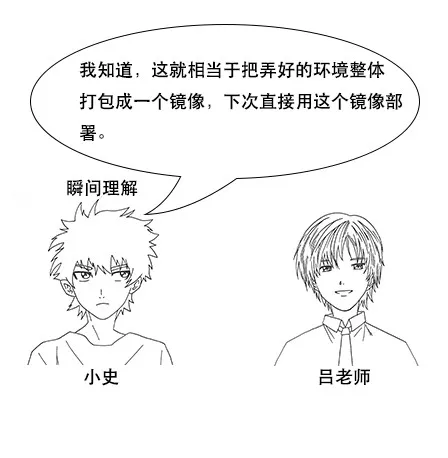 我知道，这就相当于把弄好的环境整体
打包成一个镜像，下次直接用这个镜像部
署。
瞬间理解
小史
吕老师